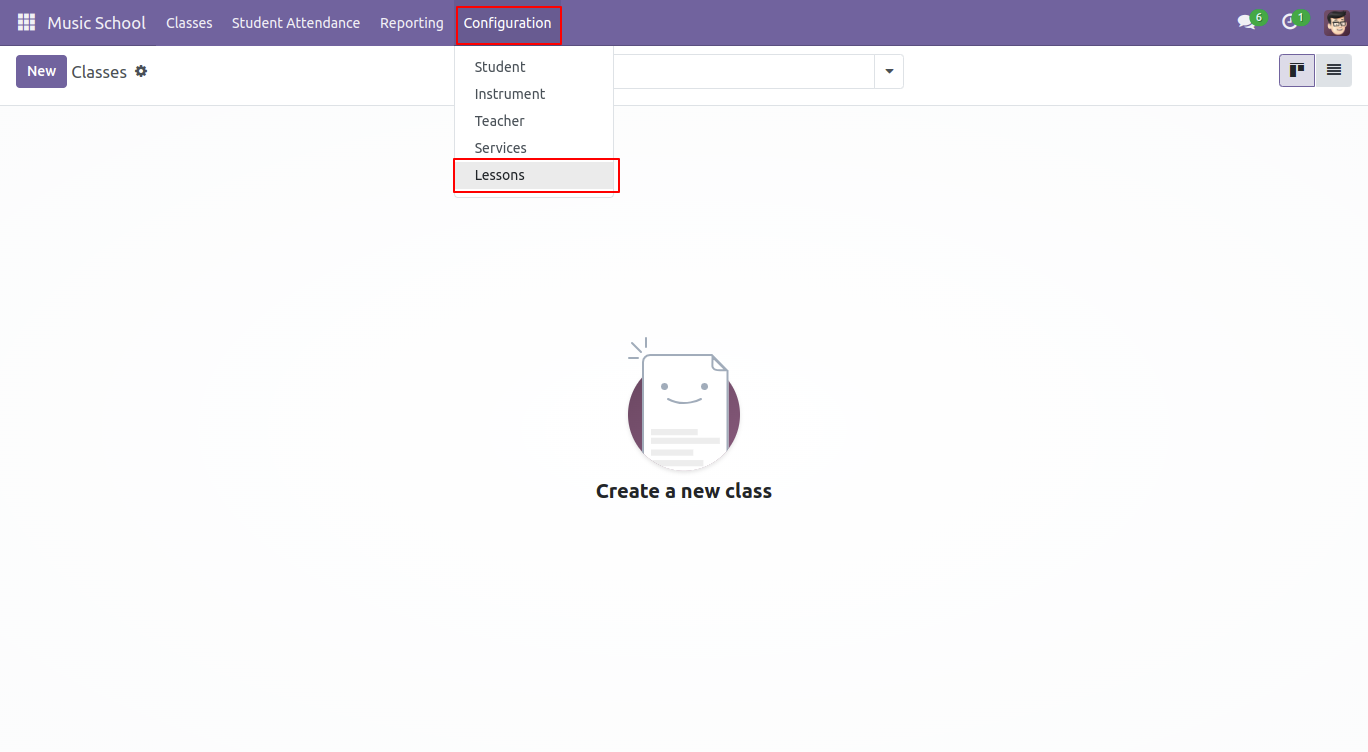 Music School Classes Student Attendance Reporting Configuration 6 1
New Classes
Student
Instrument
Teacher
Services
Lessons
Create a new class